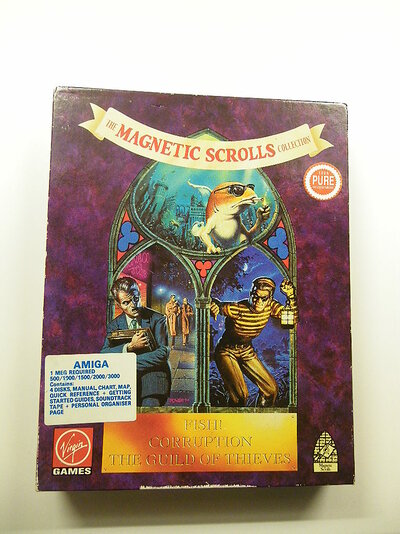 THE MAGNETIC SCROLLS COLLECTION
PURE
AMIGA
1 MEG REQUIRED
500/1000/1500/2000/3000
Contains:
4 DISKS, MANUAL, CHART, MAP,
QUICK REFERENCE + GETTING
STARTED GUIDES, SOUNDTRACK
TAPE + PERSONAL ORGANISER
PAGE
FISH!
CORRUPTION
THE GUILD OF THIEVES
Virgin
GAMES
Magnetic
Scrolls